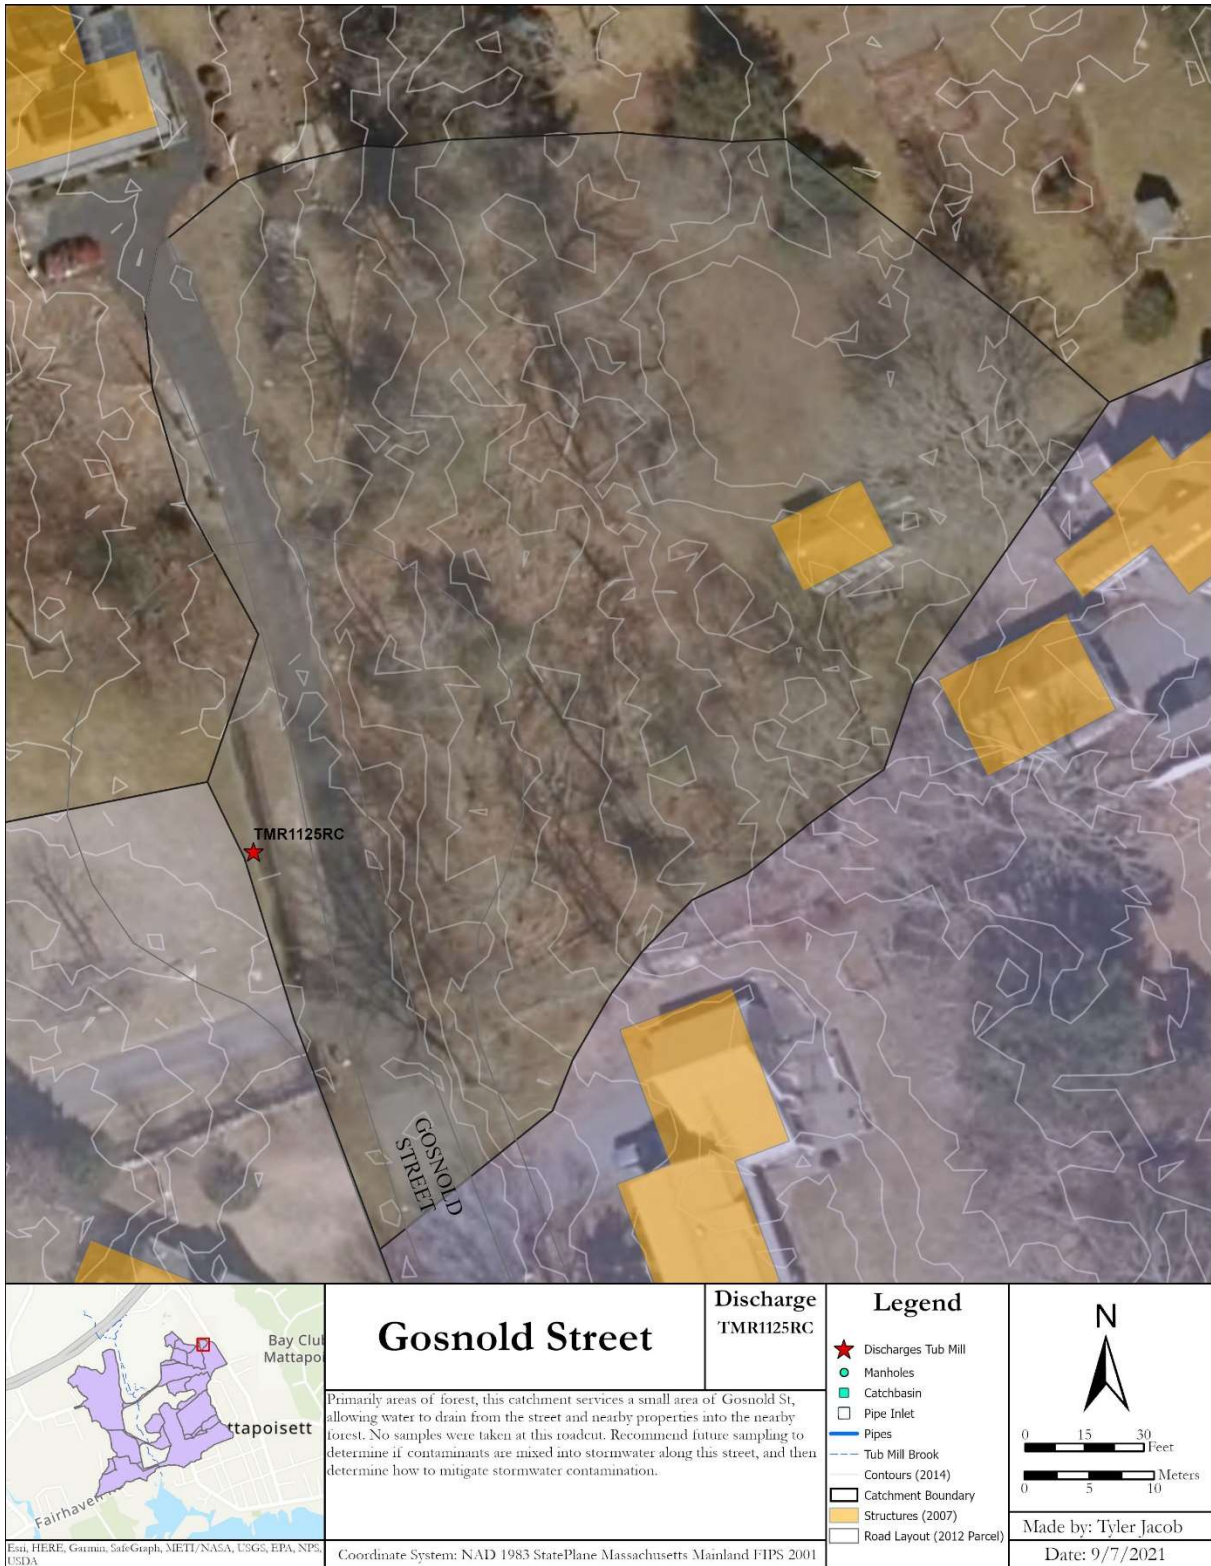 TMR1125RC
GOSNOLD
STREET
Bay Club
Mattapoi
ttapoisett
Fairhaven
Esri, HERE, Garmin, SafeGraph, METI/NASA, USGS, EPA, NPS,
USDA
Gosnold Street
Discharge
TMR1125RC
Primarily areas of forest, this catchment services a small area of Gosnold St,
allowing water to drain from the street and nearby properties into the nearby
forest. No samples were taken at this roadcut. Recommend future sampling to
determine if contaminants are mixed into stormwater along this street, and then
determine how to mitigate stormwater contamination.
Coordinate System: NAD 1983 StatePlane Massachusetts Mainland FIPS 2001
Legend
Discharges Tub Mill
Manholes
Catchbasin
Pipe Inlet
Pipes
Tub Mill Brook
Contours (2014)
Catchment Boundary
Structures (2007)
Road Layout (2012 Parcel)
N
0 15 30
Feet
Meters
0 5 10
Made by: Tyler Jacob
Date: 9/7/2021